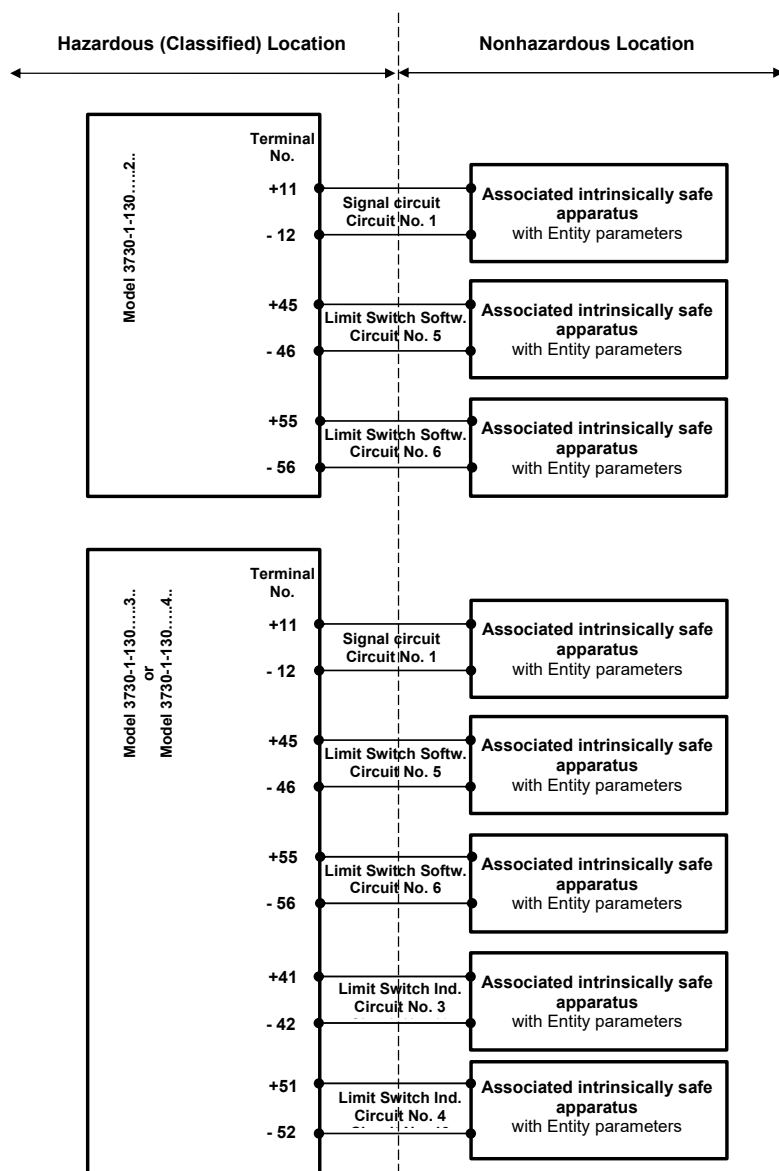 Hazardous (Classified) Location
Nonhazardous Location
Model 3730-1-130.....2..
Terminal
No.
+11
- 12
Signal circuit
Circuit No. 1
Associated intrinsically safe
apparatus
with Entity parameters
+45
- 46
Limit Switch Softw.
Circuit No. 5
Associated intrinsically safe
apparatus
with Entity parameters
+55
- 56
Limit Switch Softw.
Circuit No. 6
Associated intrinsically safe
apparatus
with Entity parameters
Model 3730-1-130.....3..
or
Model 3730-1-130.....4..
Terminal
No.
+11
- 12
Signal circuit
Circuit No. 1
Associated intrinsically safe
apparatus
with Entity parameters
+45
- 46
Limit Switch Softw.
Circuit No. 5
Associated intrinsically safe
apparatus
with Entity parameters
+55
- 56
Limit Switch Softw.
Circuit No. 6
Associated intrinsically safe
apparatus
with Entity parameters
+41
- 42
Limit Switch Ind.
Circuit No. 3
Associated intrinsically safe
apparatus
with Entity parameters
+51
- 52
Limit Switch Ind.
Circuit No. 4
Associated intrinsically safe
apparatus
with Entity parameters